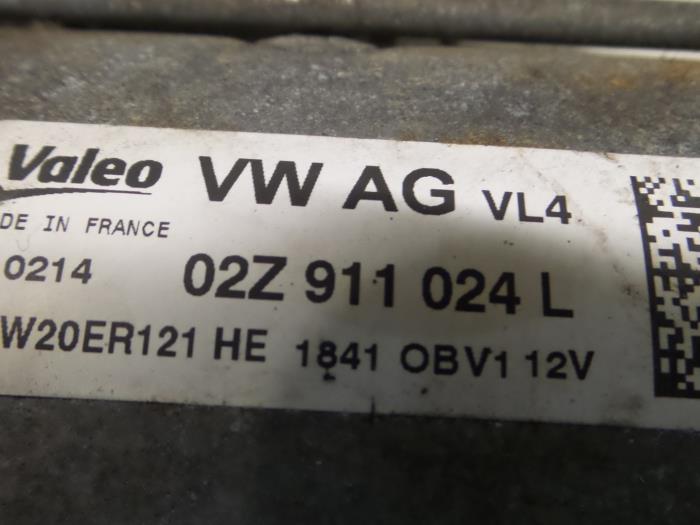 Valeo VW AG VL4
DE IN FRANCE
0214 02Z 911 024 L
W20ER121 HE 1841 OBV1 12V